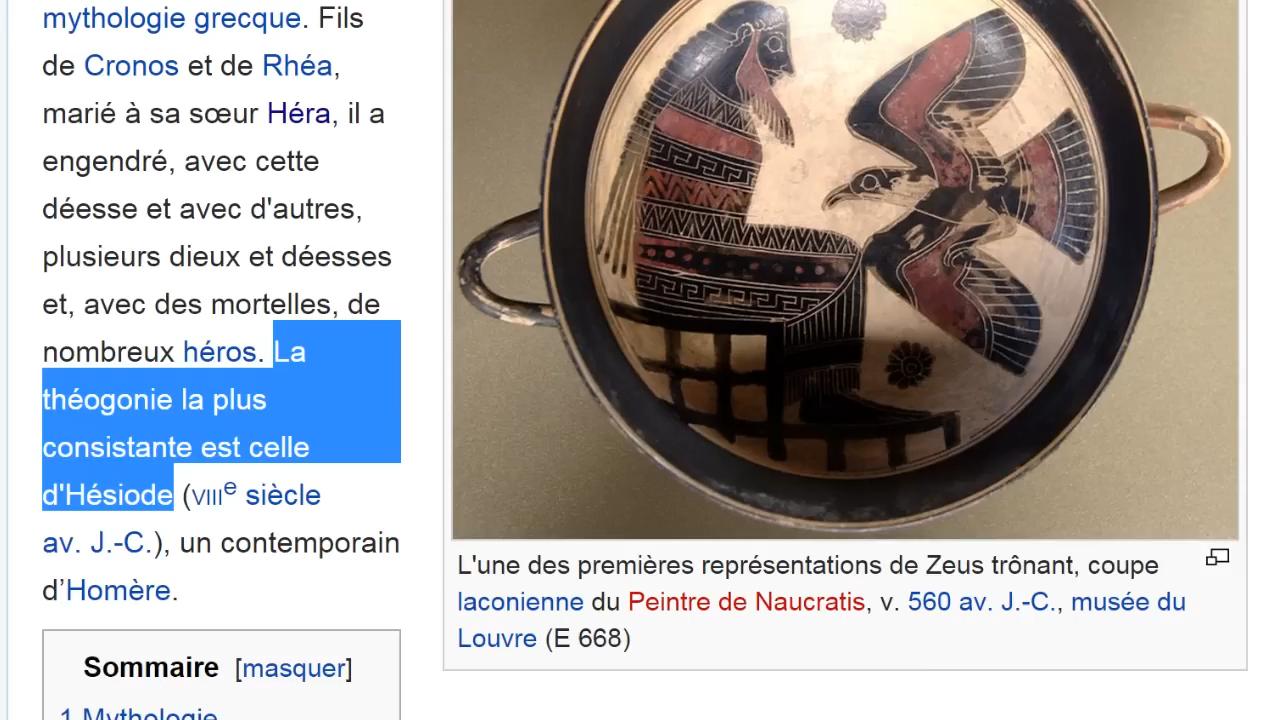 mythologie grecque. Fils
de Cronos et de Rhéa,
marié à sa sœur Héra, il a
engendré, avec cette
déesse et avec d'autres,
plusieurs dieux et déesses
et, avec des mortelles, de
nombreux héros. La
théogonie la plus
consistante est celle
d'Hésiode (VIIIe siècle
av. J.-C.), un contemporain
d’Homère.
Sommaire [masquer]
1 Mythologie
L'une des premières représentations de Zeus trônant, coupe
laconienne du Peintre de Naucratis, v. 560 av. J.-C., musée du
Louvre (E 668)